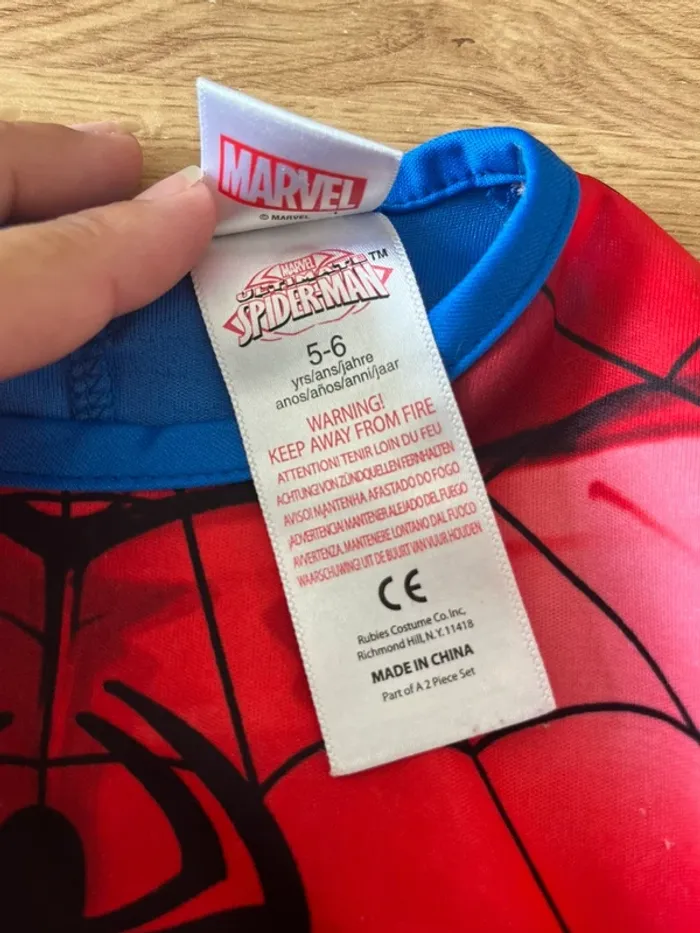 MARVEL
© MARVEL
MARVEL
ULTIMATE
SPIDER-MAN™
5-6
yrs/ans/jahre
anos/años/anni/jaar
WARNING!
KEEP AWAY FROM FIRE
ATTENTION! TENIR LOIN DU FEU
ACHTUNG! VON ZÜNDQUELLEN FERNHALTEN
AVISO! MANTENHA AFASTADO DO FOGO
¡ADVERTENCIA! MANTENER ALEJADO DEL FUEGO
AVVERTENZA. MANTENERE LONTANO DAL FUOCO
WAARSCHUWING! UIT DE BUURT VAN VUUR HOUDEN
CE
Rubies Costume Co. Inc,
Richmond Hill, N.Y. 11418
MADE IN CHINA
Part of A 2 Piece Set